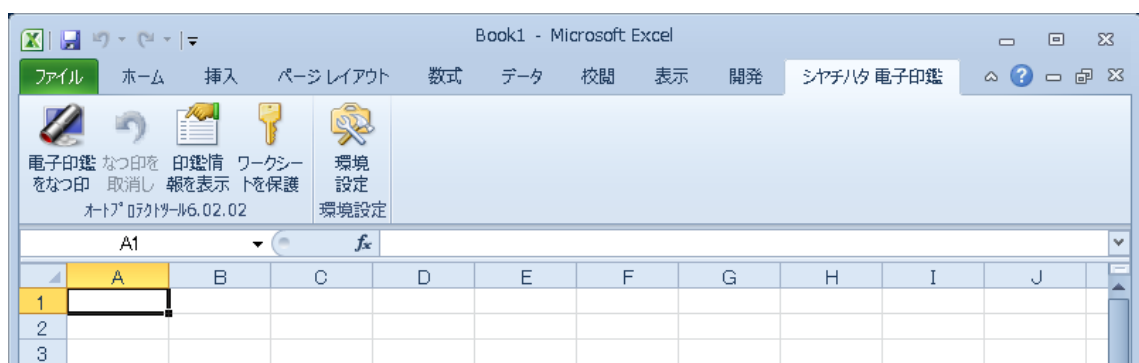 Book1 - Microsoft Excel
ファイル ホーム 挿入 ページ レイアウト 数式 データ 校閲 表示 開発 シヤチハタ 電子印鑑
電子印鑑 なつ印を 印鑑情 ワークシー 環境
をなつ印 取消し 報を表示 トを保護 設定
オートプロテクトツール6.02.02 環境設定
A1 fx
A B C D E F G H I J
1
2
3